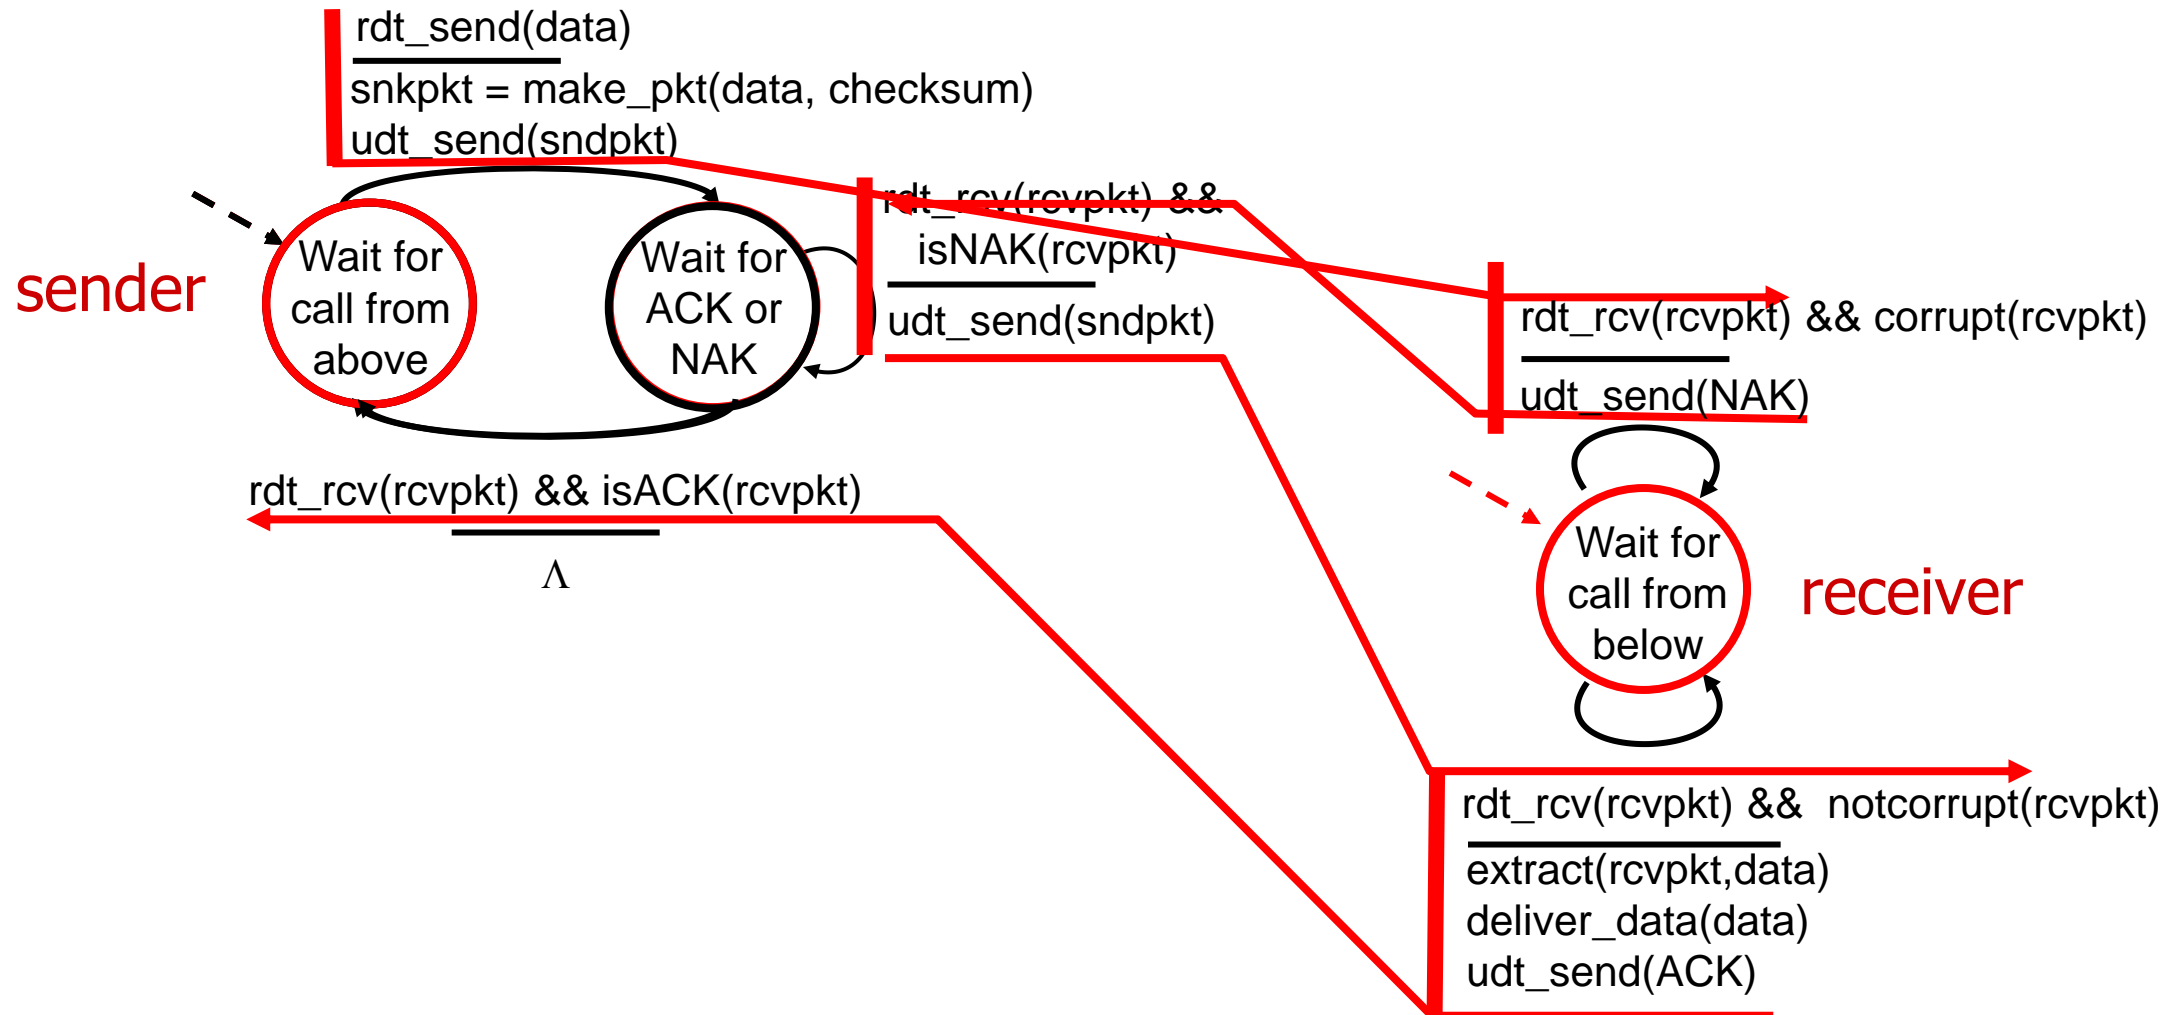 rdt_send(data)
snkpkt = make_pkt(data, checksum)
udt_send(sndpkt)
sender
Wait for
call from
above
Wait for
ACK or
NAK
rdt_rcv(rcvpkt) &&
isNAK(rcvpkt)
udt_send(sndpkt)
rdt_rcv(rcvpkt) && isACK(rcvpkt)
Λ
rdt_rcv(rcvpkt) && corrupt(rcvpkt)
udt_send(NAK)
Wait for
call from
below
receiver
rdt_rcv(rcvpkt) && notcorrupt(rcvpkt)
extract(rcvpkt,data)
deliver_data(data)
udt_send(ACK)